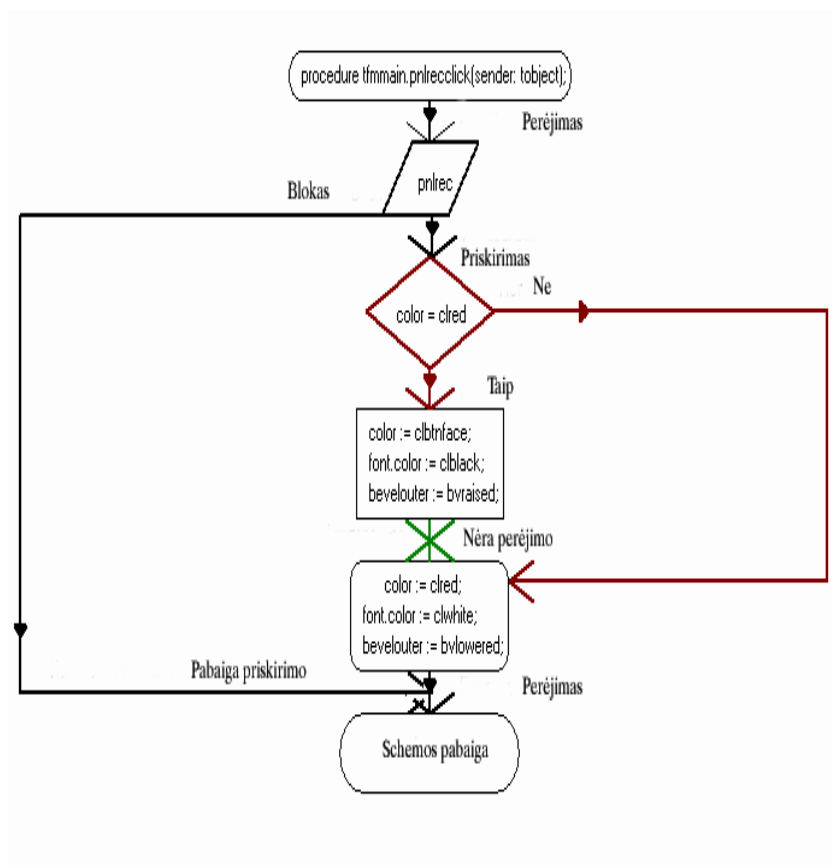 procedure tfmmain.pnlrecclick(sender: tobject);
Perėjimas
pnlrec
Blokas
Priskirimas
Ne
color = clred
Taip
color := clbtnface;
font.color := clblack;
bevelouter := bvraised;
Nėra perėjimo
color := clred;
font.color := clwhite;
bevelouter := bvlowered;
Pabaiga priskirimo
Perėjimas
Schemos pabaiga